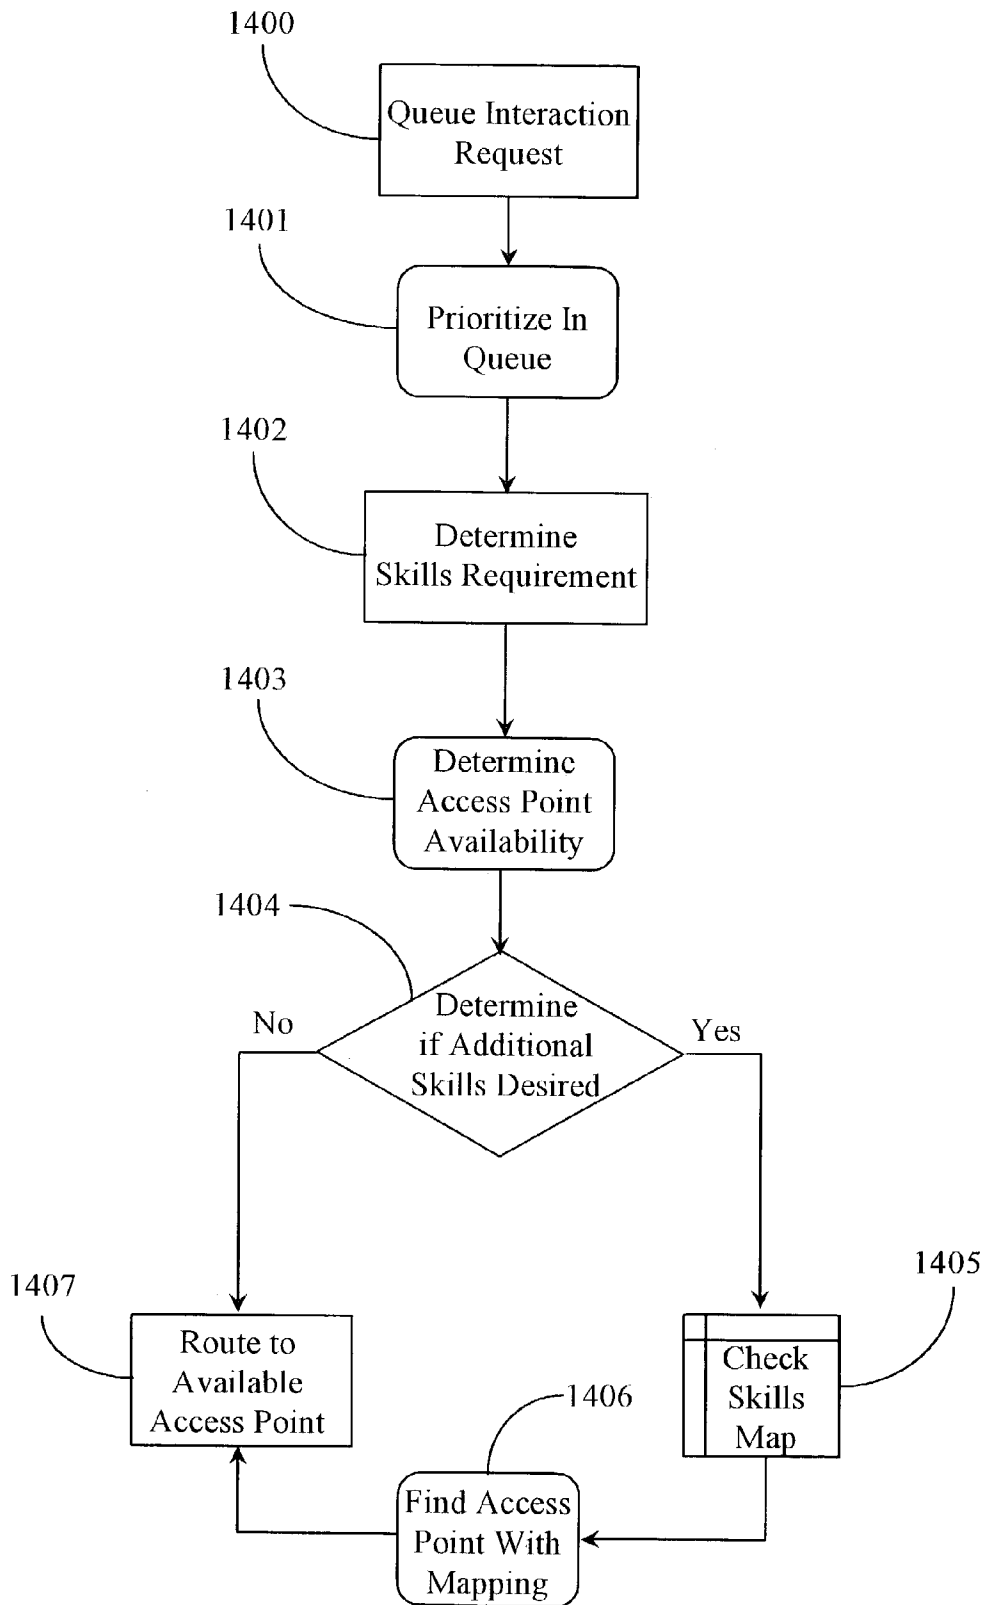 1400
Queue Interaction
Request
1401
Prioritize In
Queue
1402
Determine
Skills Requirement
1403
Determine
Access Point
Availability
1404
Determine
if Additional
Skills Desired
No
Yes
1407
Route to
Available
Access Point
1405
Check
Skills
Map
1406
Find Access
Point With
Mapping